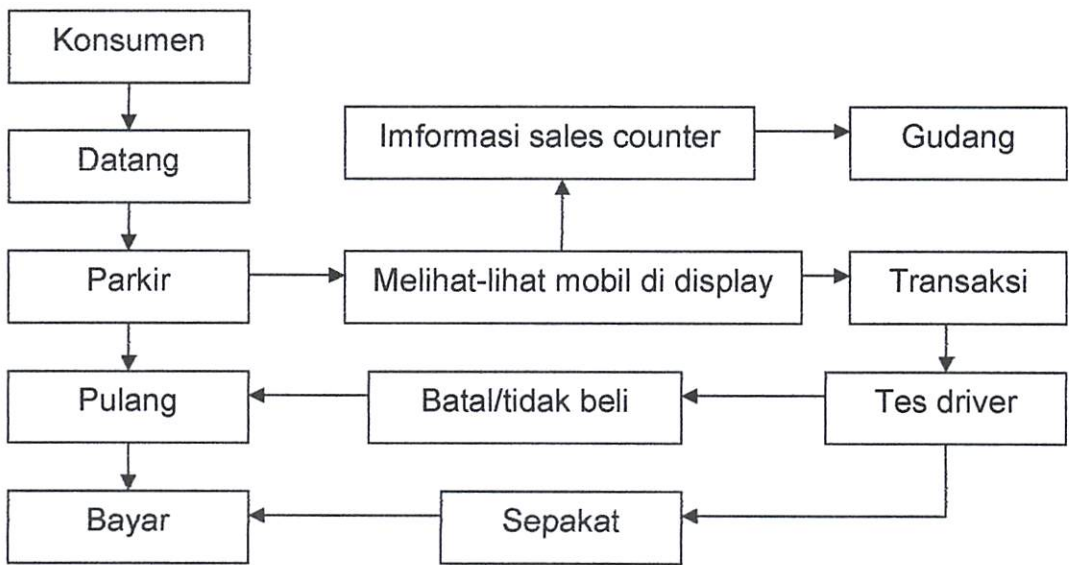 Konsumen
Datang
Imformasi sales counter
Gudang
Parkir
Melihat-lihat mobil di display
Transaksi
Pulang
Batal/tidak beli
Tes driver
Bayar
Sepakat